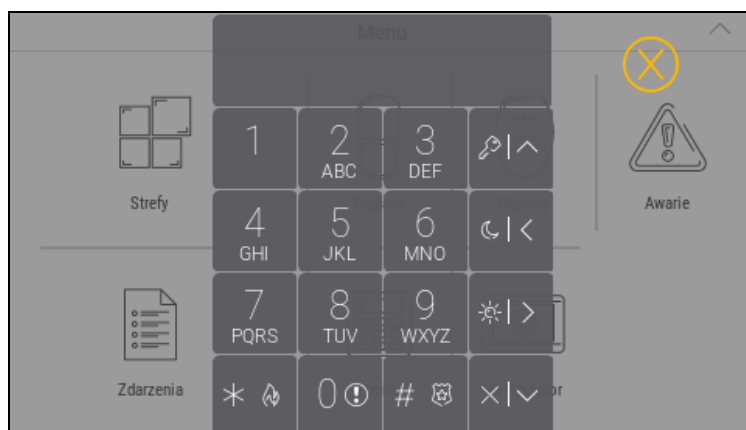 Menu
1
2
ABC
3
DEF
Strefy
Awarie
4
GHI
5
JKL
6
MNO
7
PQRS
8
TUV
9
WXYZ
Zdarzenia
*
0
#
or